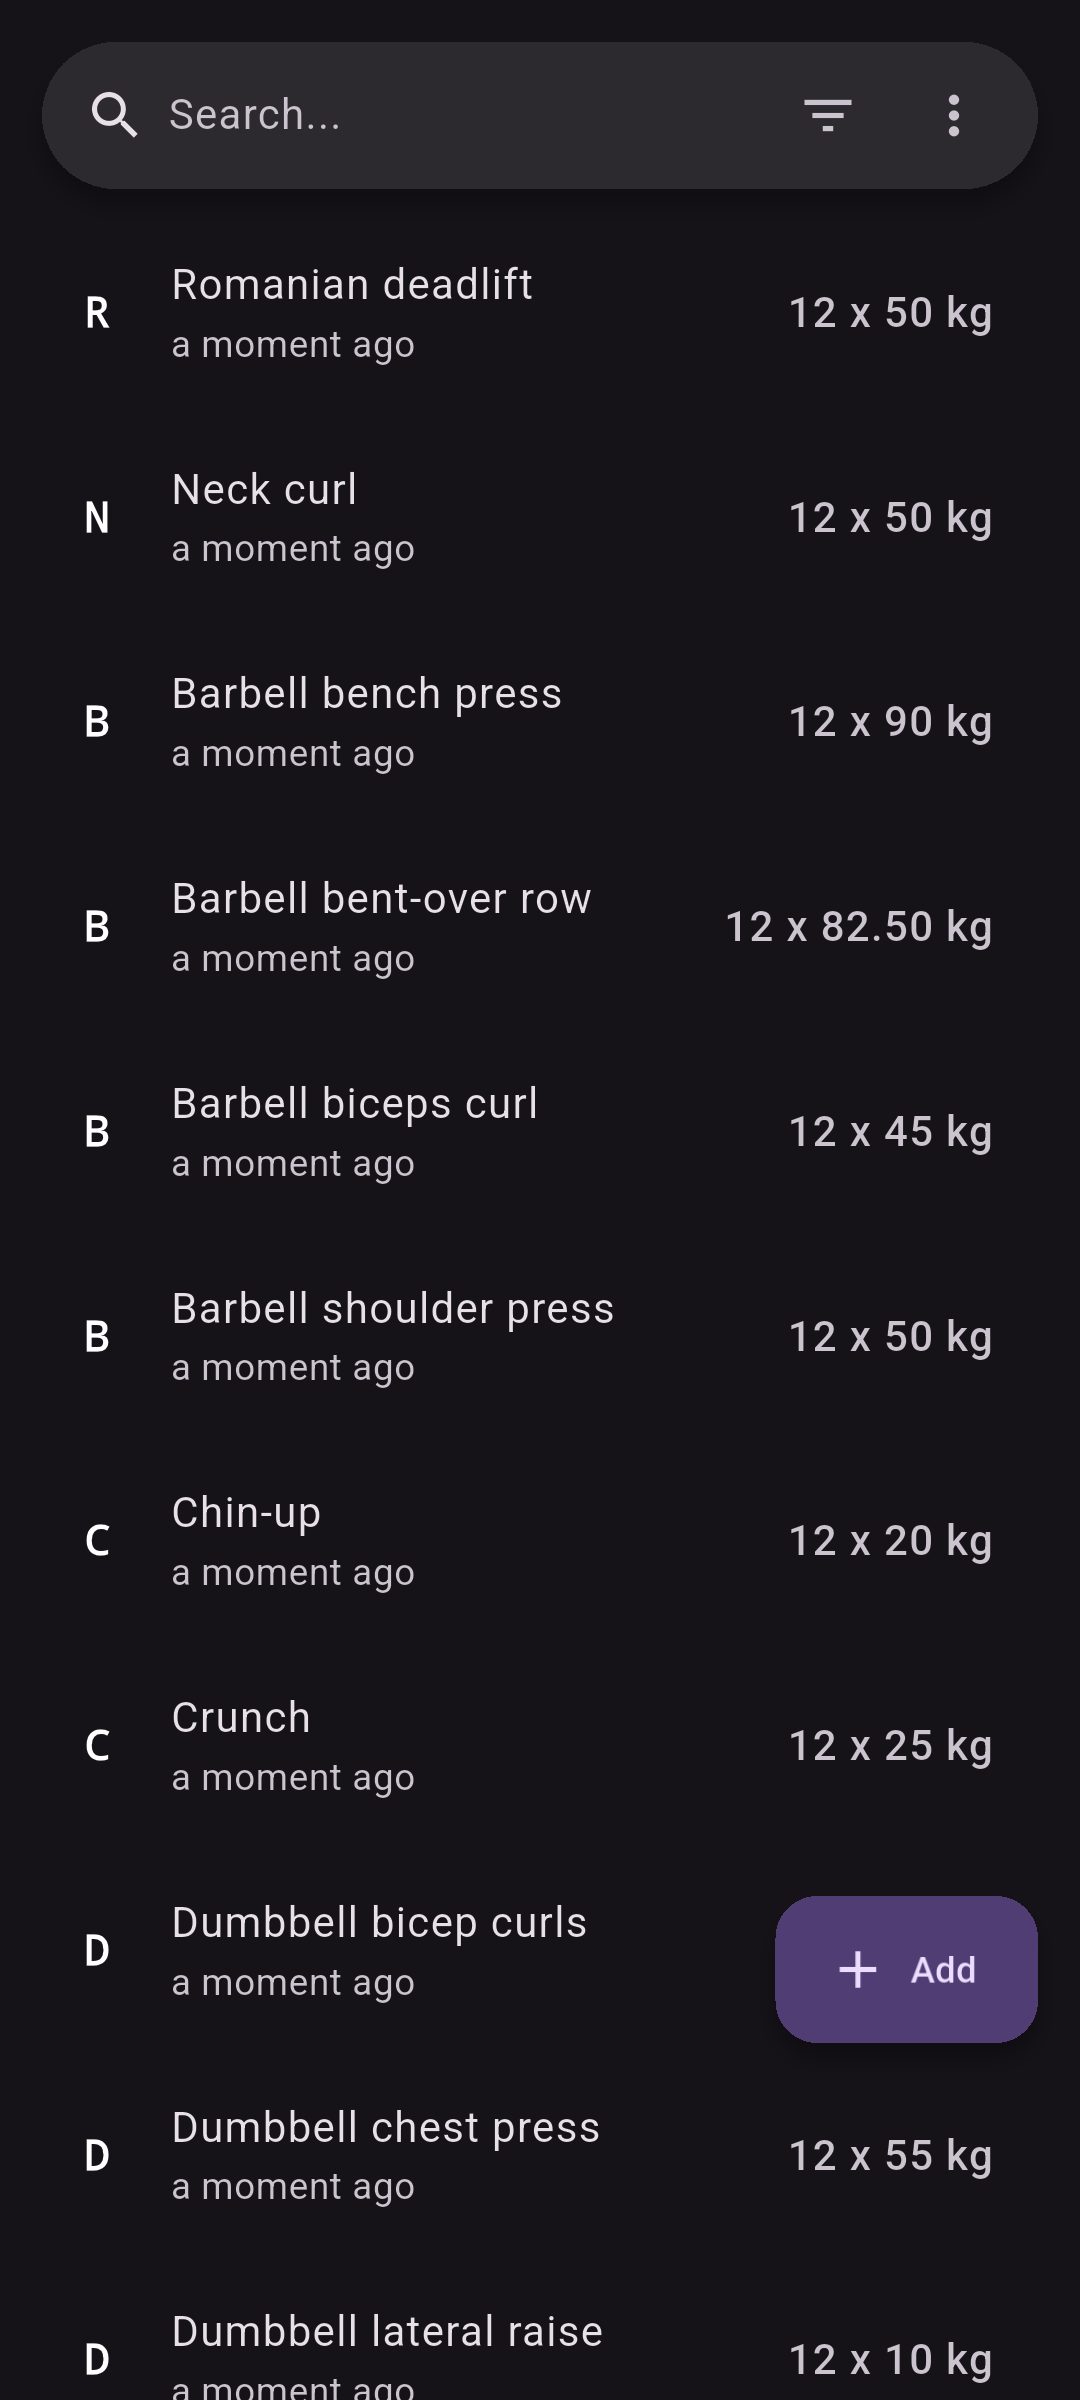 Search...
R
Romanian deadlift
a moment ago
12 x 50 kg
N
Neck curl
a moment ago
12 x 50 kg
B
Barbell bench press
a moment ago
12 x 90 kg
B
Barbell bent-over row
a moment ago
12 x 82.50 kg
B
Barbell biceps curl
a moment ago
12 x 45 kg
B
Barbell shoulder press
a moment ago
12 x 50 kg
C
Chin-up
a moment ago
12 x 20 kg
C
Crunch
a moment ago
12 x 25 kg
D
Dumbbell bicep curls
a moment ago
Add
D
Dumbbell chest press
a moment ago
12 x 55 kg
D
Dumbbell lateral raise
a moment ago
12 x 10 kg